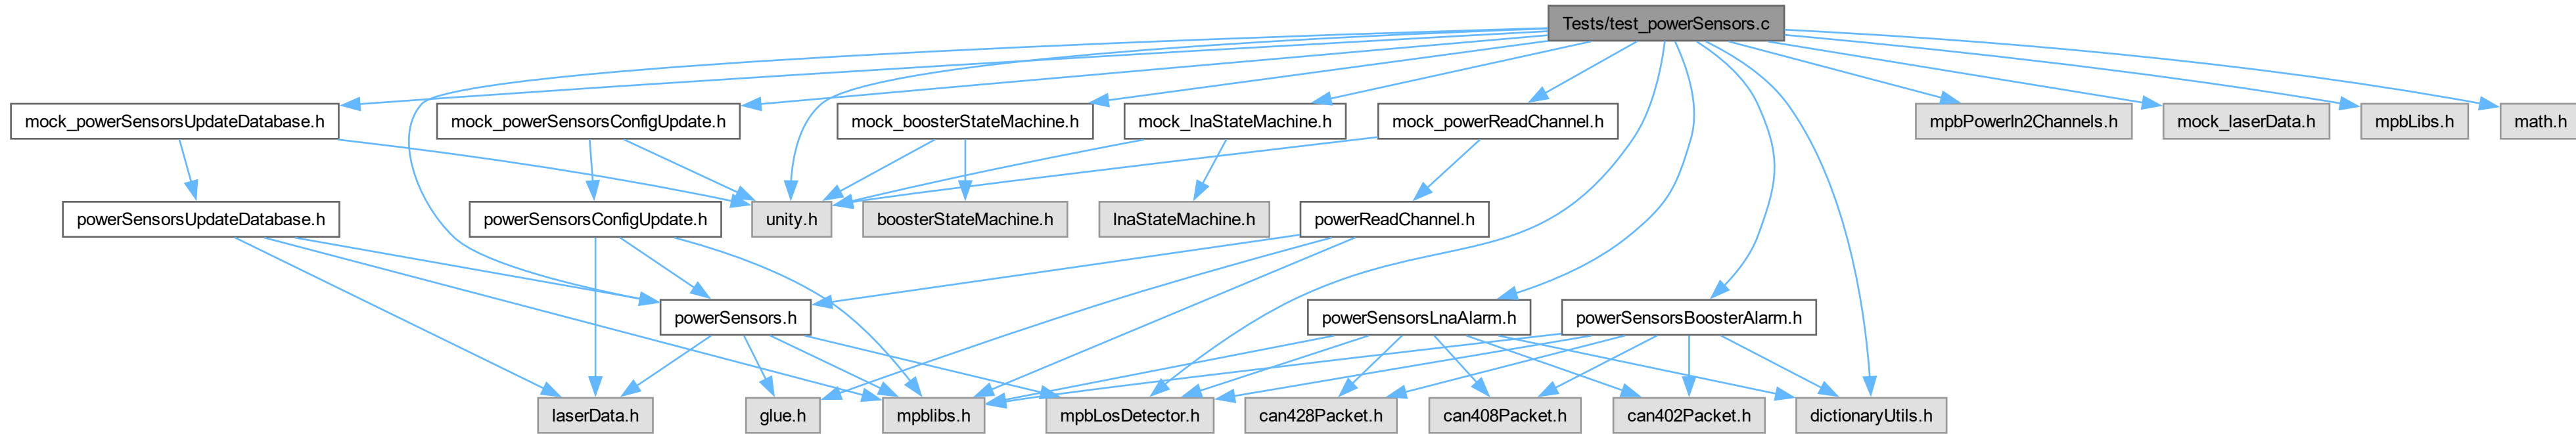 Tests/test_powerSensors.c
mock_powerSensorsUpdateDatabase.h
mock_powerSensorsConfigUpdate.h
mock_boosterStateMachine.h
mock_lnaStateMachine.h
mock_powerReadChannel.h
mpbPowerIn2Channels.h
mock_laserData.h
mpbLibs.h
math.h
powerSensorsUpdateDatabase.h
powerSensorsConfigUpdate.h
unity.h
boosterStateMachine.h
lnaStateMachine.h
powerReadChannel.h
powerSensors.h
powerSensorsLnaAlarm.h
powerSensorsBoosterAlarm.h
laserData.h
glue.h
mpblibs.h
mpbLosDetector.h
can428Packet.h
can408Packet.h
can402Packet.h
dictionaryUtils.h